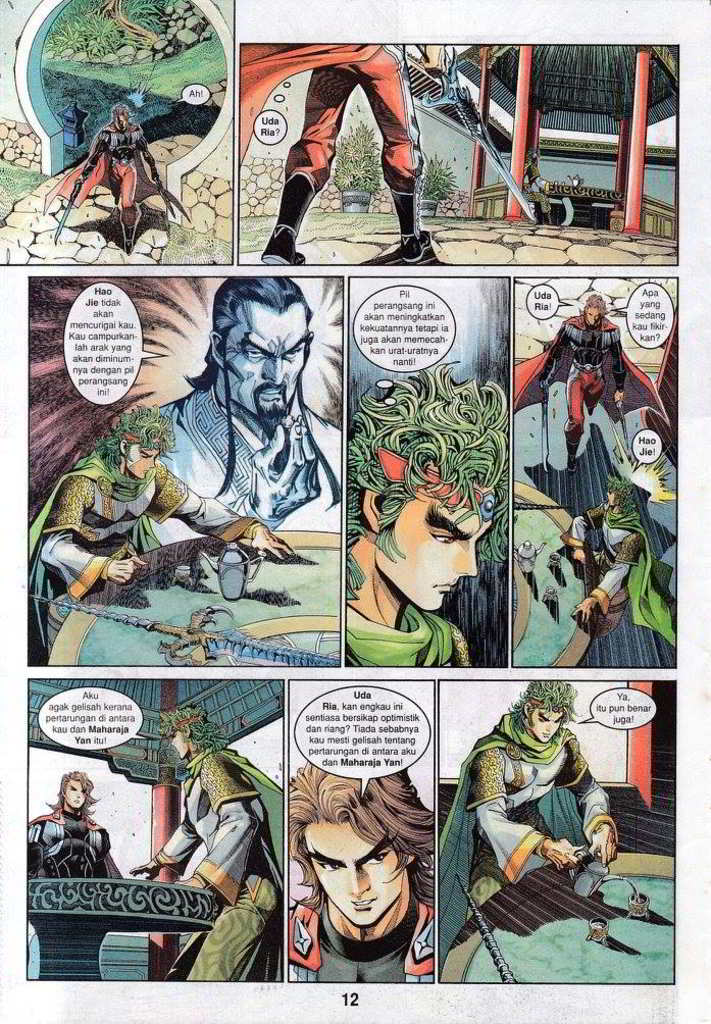 Ah!
Uda
Ria?
Hao
Jie tidak
akan
mencurigai kau.
Kau campurkan-
lah arak yang
akan diminum-
nya dengan pil
perangsang
ini!
Pil
perangsang ini
akan meningkatkan
kekuatannya tetapi ia
juga akan memecah-
kan urat-uratnya
nanti!
Uda
Ria!
Apa
yang
sedang
kau fikir-
kan?
Hao
Jie!
Aku
agak gelisah kerana
pertarungan di antara
kau dan Maharaja
Yan itu!
Uda
Ria, kan engkau ini
sentiasa bersikap optimistik
dan riang? Tiada sebabnya
kau mesti gelisah tentang
pertarungan di antara aku
dan Maharaja Yan!
Ya,
itu pun benar
juga!
12